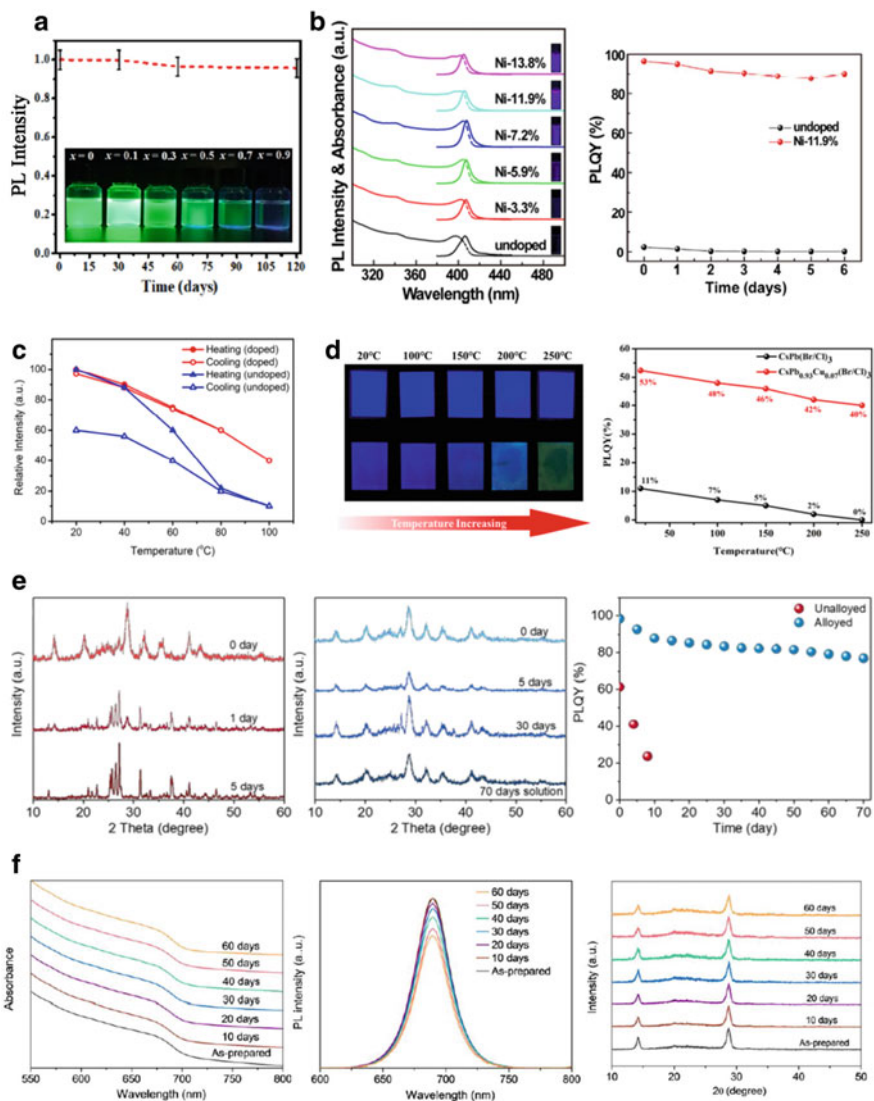 a
PL Intensity
1.0
0.8
0.6
0.4
0.2
0.0
x = 0 x = 0.1 x = 0.3 x = 0.5 x = 0.7 x = 0.9
0 15 30 45 60 75 90 105 120
Time (days)
b
PL Intensity & Absorbance (a.u.)
Ni-13.8%
Ni-11.9%
Ni-7.2%
Ni-5.9%
Ni-3.3%
undoped
320 400 480
Wavelength (nm)
PLQY (%)
100
80
60
40
20
0
undoped
Ni-11.9%
0 1 2 3 4 5 6
Time (days)
c
Relative Intensity (a.u.)
100
80
60
40
20
0
Heating (doped)
Cooling (doped)
Heating (undoped)
Cooling (undoped)
20 40 60 80 100
Temperature (°C)
d
20°C 100°C 150°C 200°C 250°C
Temperature Increasing
PLQY(%)
60
50
40
30
20
10
0
CsPb(Br/Cl)3
CsPb0.93Cu0.07(Br/Cl)3
53%
48%
46%
42%
40%
11%
7%
5%
2%
0%
50 100 150 200 250
Temperature(°C)
e
Intensity (a.u.)
0 day
1 day
5 days
10 20 30 40 50 60
2 Theta (degree)
Intensity (a.u.)
0 day
5 days
30 days
70 days solution
10 20 30 40 50 60
2 Theta (degree)
PLQY (%)
100
80
60
40
20
0
Unalloyed
Alloyed
0 10 20 30 40 50 60 70
Time (day)
f
Absorbance
60 days
50 days
40 days
30 days
20 days
10 days
As-prepared
550 600 650 700 750 800
Wavelength (nm)
PL intensity (a.u.)
60 days
50 days
40 days
30 days
20 days
10 days
As-prepared
600 650 700 750 800
Wavelength (nm)
Intensity (a.u.)
60 days
50 days
40 days
30 days
20 days
10 days
As-prepared
10 20 30 40 50
2θ (degree)